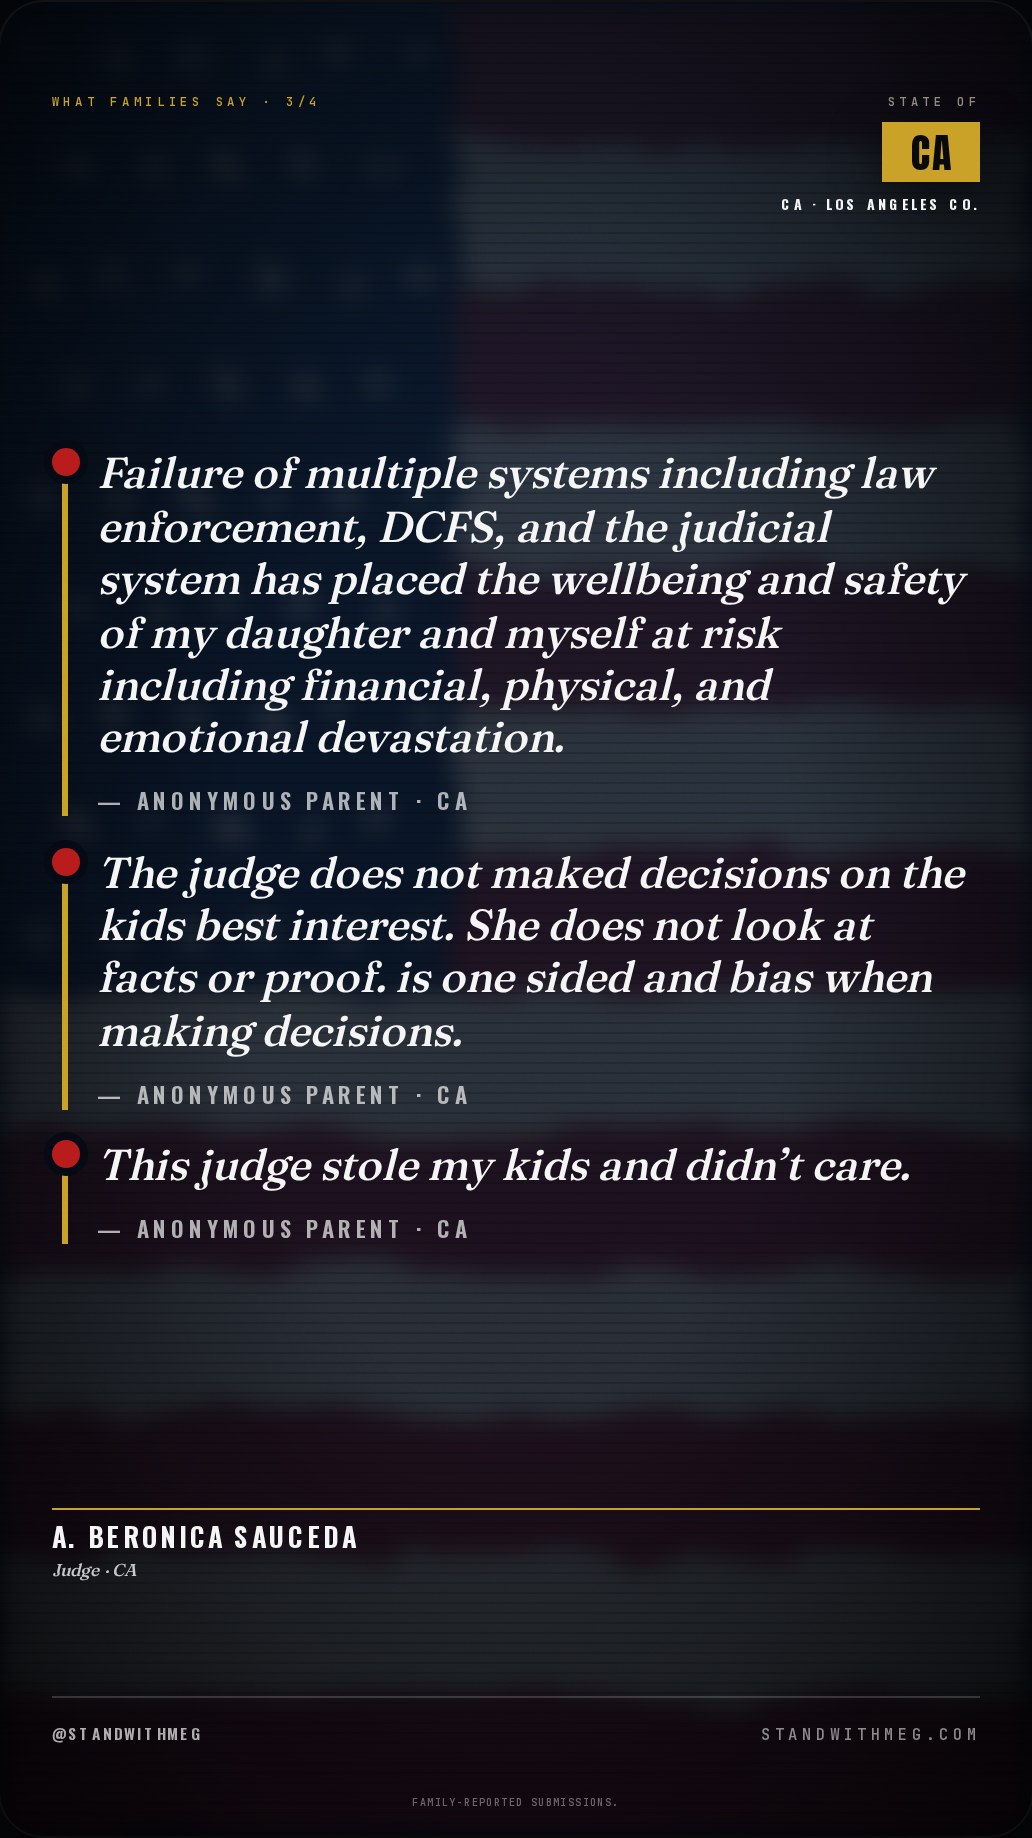 WHAT FAMILIES SAY · 3/4
STATE OF
CA
CA · LOS ANGELES CO.
Failure of multiple systems including law
enforcement, DCFS, and the judicial
system has placed the wellbeing and safety
of my daughter and myself at risk
including financial, physical, and
emotional devastation.
— ANONYMOUS PARENT · CA
The judge does not maked decisions on the
kids best interest. She does not look at
facts or proof. is one sided and bias when
making decisions.
— ANONYMOUS PARENT · CA
This judge stole my kids and didn’t care.
— ANONYMOUS PARENT · CA
A. BERONICA SAUCEDA
Judge · CA
@STANDWITHMEG
STANDWITHMEG.COM
FAMILY-REPORTED SUBMISSIONS.